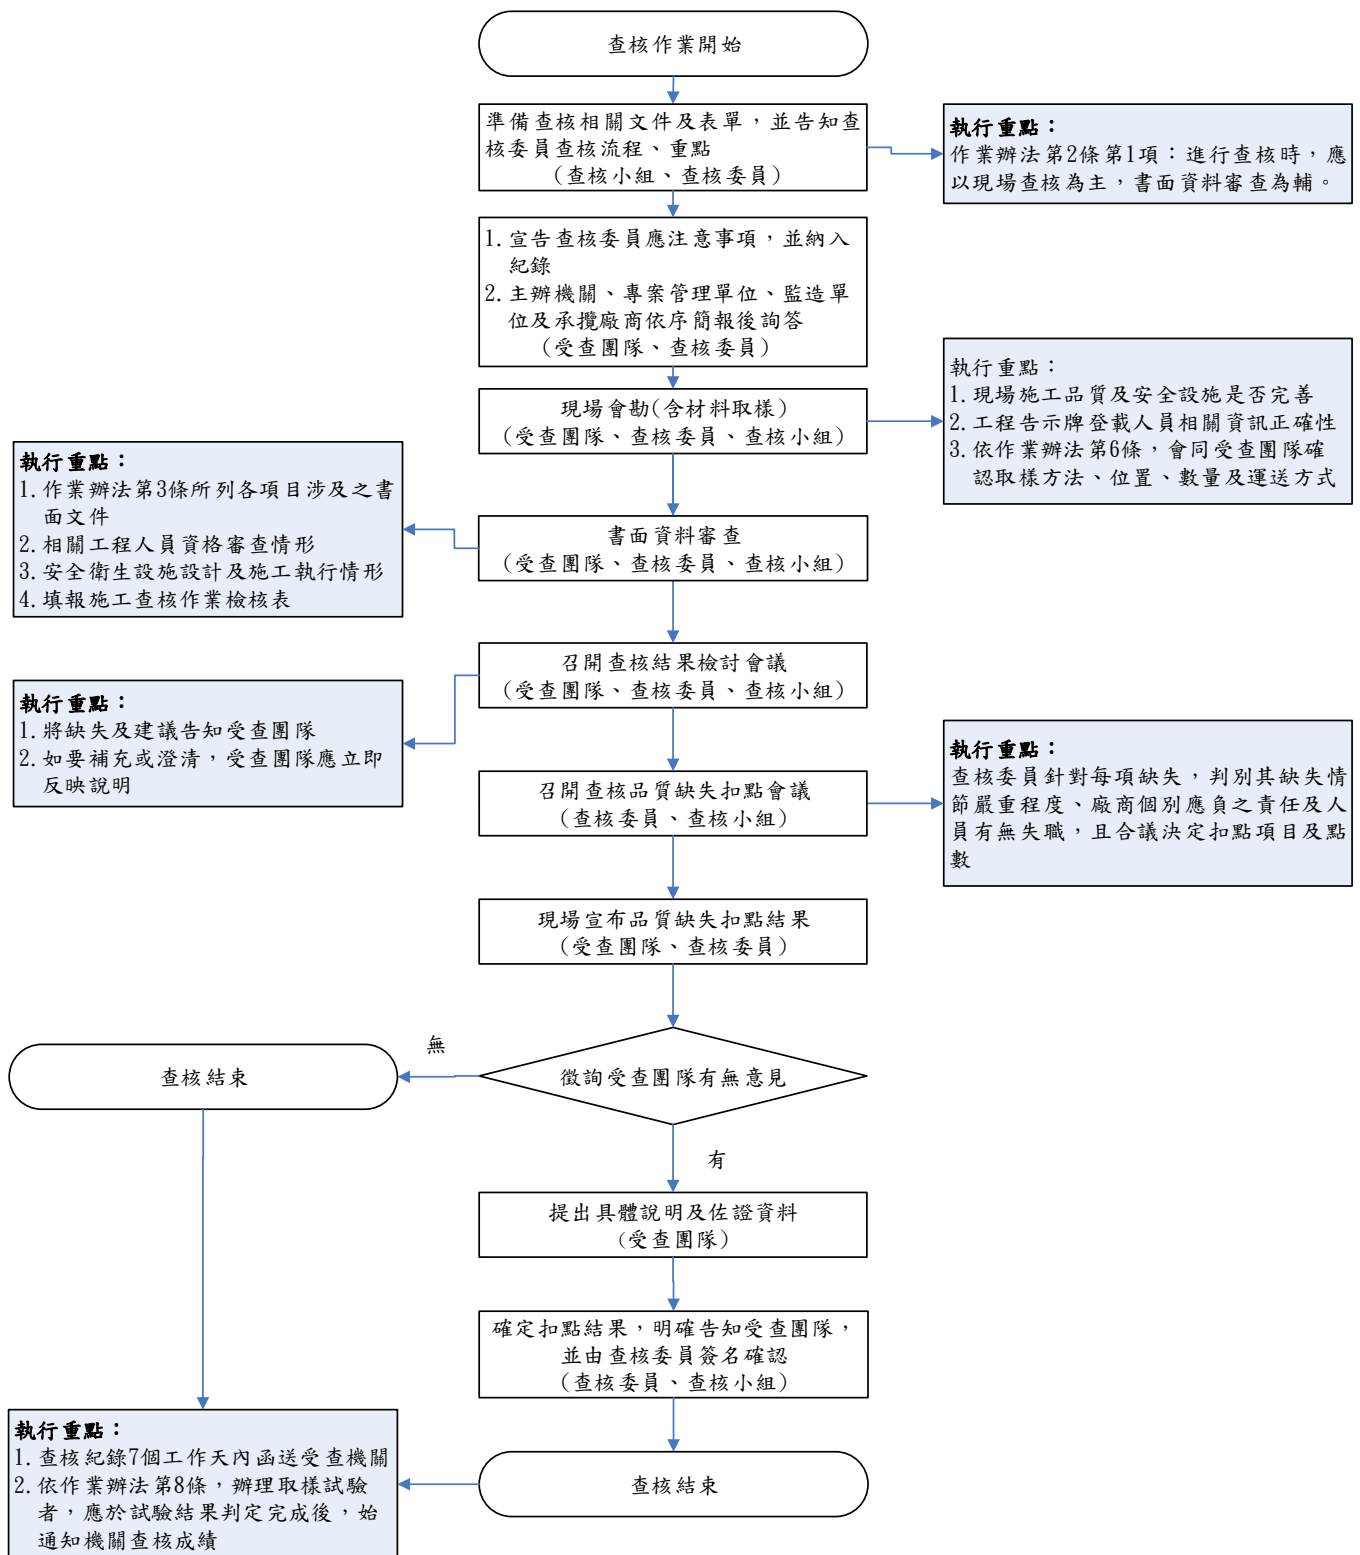 查核作業開始
準備查核相關文件及表單，並告知查
核委員查核流程、重點
（查核小組、查核委員）
執行重點：
作業辦法第2條第1項：進行查核時，應
以現場查核為主，書面資料審查為輔。
1. 宣告查核委員應注意事項，並納入
紀錄
2. 主辦機關、專案管理單位、監造單
位及承攬廠商依序簡報後詢答
（受查團隊、查核委員）
現場會勘(含材料取樣)
（受查團隊、查核委員、查核小組）
執行重點：
1. 現場施工品質及安全設施是否完善
2. 工程告示牌登載人員相關資訊正確性
3. 依作業辦法第6條，會同受查團隊確
認取樣方法、位置、數量及運送方式
執行重點：
1. 作業辦法第3條所列各項目涉及之書
面文件
2. 相關工程人員資格審查情形
3. 安全衛生設施設計及施工執行情形
4. 填報施工查核作業檢核表
書面資料審查
（受查團隊、查核委員、查核小組）
召開查核結果檢討會議
（受查團隊、查核委員、查核小組）
執行重點：
1. 將缺失及建議告知受查團隊
2. 如要補充或澄清，受查團隊應立即
反映說明
召開查核品質缺失扣點會議
（查核委員、查核小組）
執行重點：
查核委員針對每項缺失，判別其缺失情
節嚴重程度、廠商個別應負之責任及人
員有無失職，且合議決定扣點項目及點
數
現場宣布品質缺失扣點結果
（受查團隊、查核委員）
徵詢受查團隊有無意見
無
查核結束
有
提出具體說明及佐證資料
（受查團隊）
確定扣點結果，明確告知受查團隊，
並由查核委員簽名確認
（查核委員、查核小組）
查核結束
執行重點：
1. 查核紀錄7個工作天內函送受查機關
2. 依作業辦法第8條，辦理取樣試驗
者，應於試驗結果判定完成後，始
通知機關查核成績